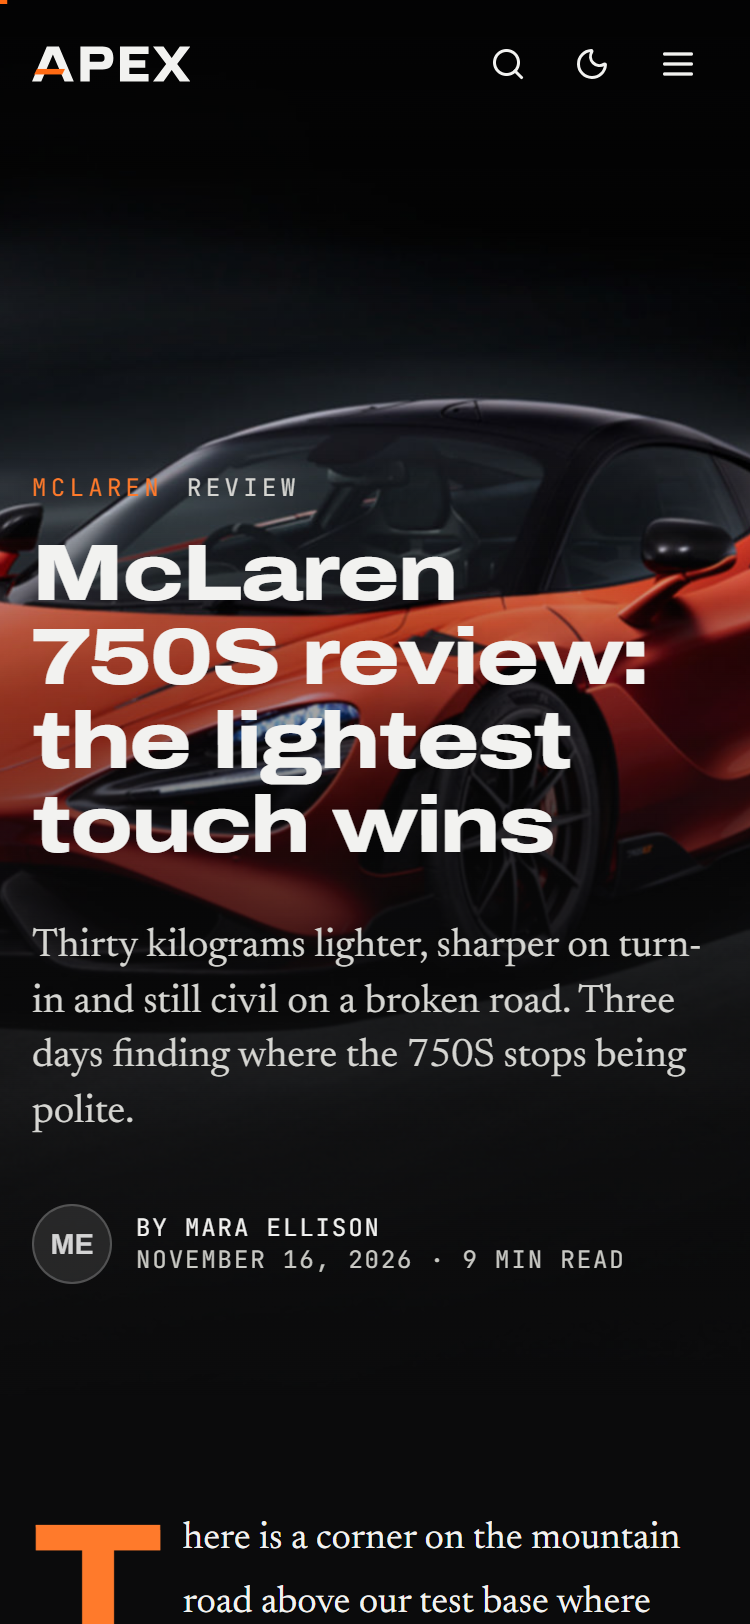 APEX
MCLAREN REVIEW
McLaren
750S review:
the lightest
touch wins
Thirty kilograms lighter, sharper on turn-
in and still civil on a broken road. Three
days finding where the 750S stops being
polite.
ME
BY MARA ELLISON
NOVEMBER 16, 2026 · 9 MIN READ
There is a corner on the mountain
road above our test base where